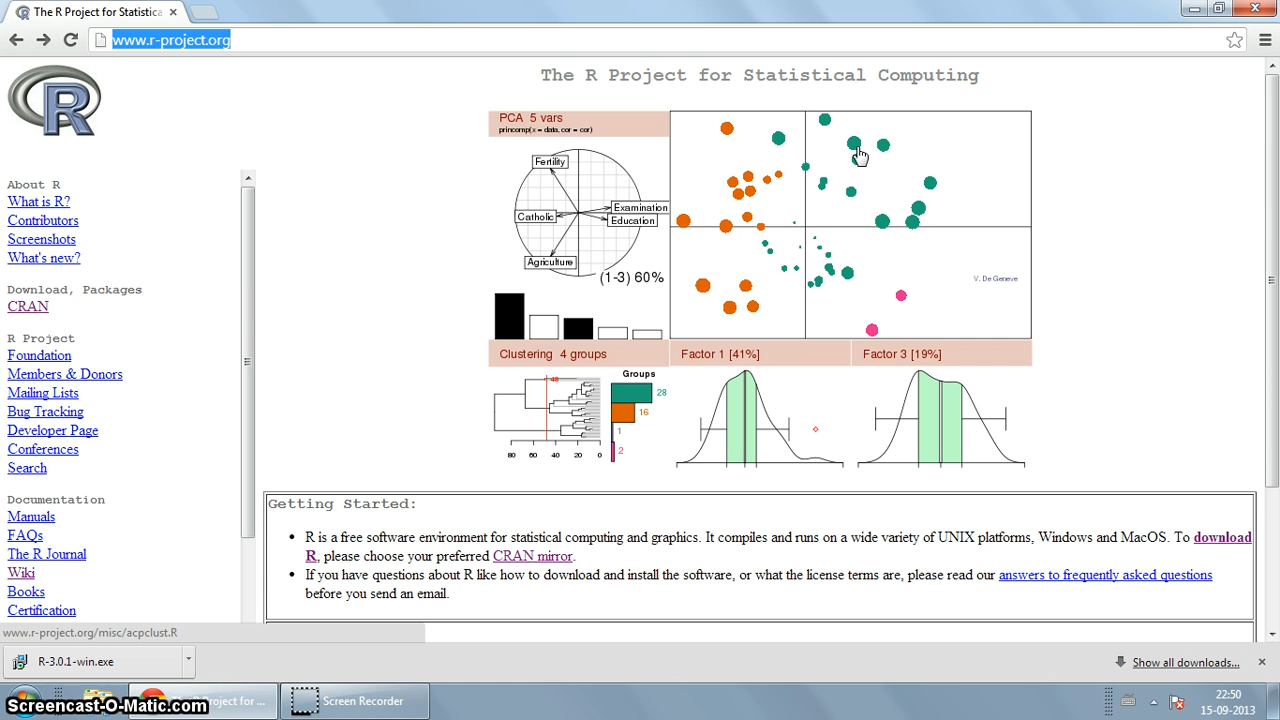 The R Project for Statistica
www.r-project.org
R
The R Project for Statistical Computing
PCA 5 vars
princomp(x = data, cor = cor)
Fertility
Examination
Catholic
Education
Agriculture
(1-3) 60%
V. De Geneve
Clustering 4 groups
Factor 1 [41%]
Factor 3 [19%]
Groups
48
28
16
1
2
80 60 40 20 0
About R
What is R?
Contributors
Screenshots
What's new?
Download, Packages
CRAN
R Project
Foundation
Members & Donors
Mailing Lists
Bug Tracking
Developer Page
Conferences
Search
Documentation
Manuals
FAQs
The R Journal
Wiki
Books
Certification
Getting Started:
• R is a free software environment for statistical computing and graphics. It compiles and runs on a wide variety of UNIX platforms, Windows and MacOS. To download
R, please choose your preferred CRAN mirror.
• If you have questions about R like how to download and install the software, or what the license terms are, please read our answers to frequently asked questions
before you send an email.
www.r-project.org/misc/acpclust.R
R-3.0.1-win.exe
Show all downloads...
The R Project for ...
Screen Recorder
22:50
15-09-2013
Screencast-O-Matic.com